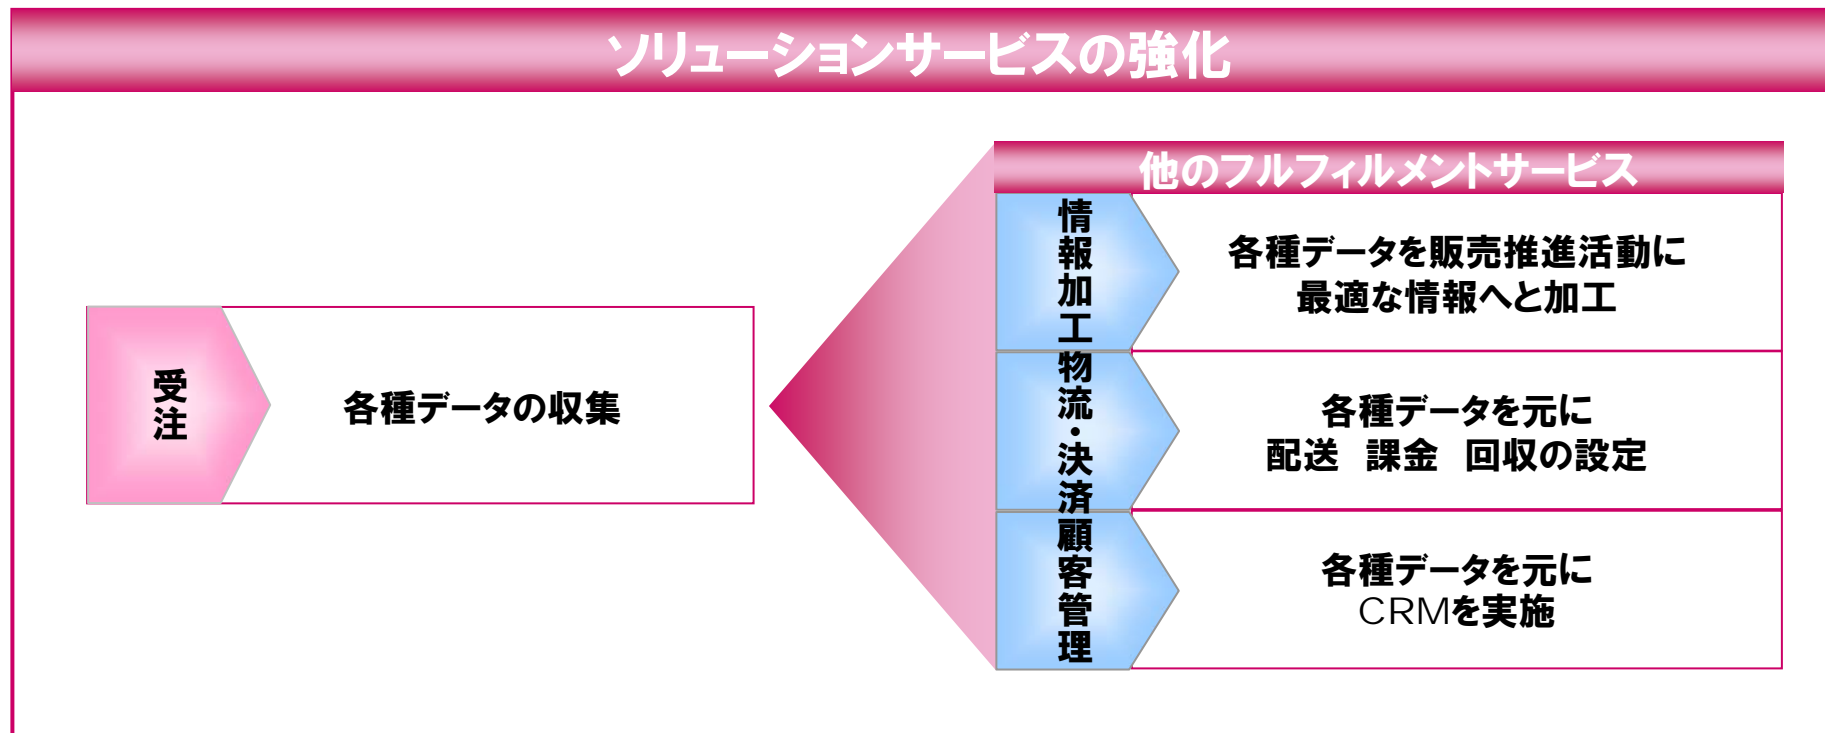 ソリューションサービスの強化
受注
各種データの収集
他のフルフィルメントサービス
情報加工
各種データを販売推進活動に
最適な情報へと加工
物流・決済
各種データを元に
配送　課金　回収の設定
顧客管理
各種データを元に
CRMを実施